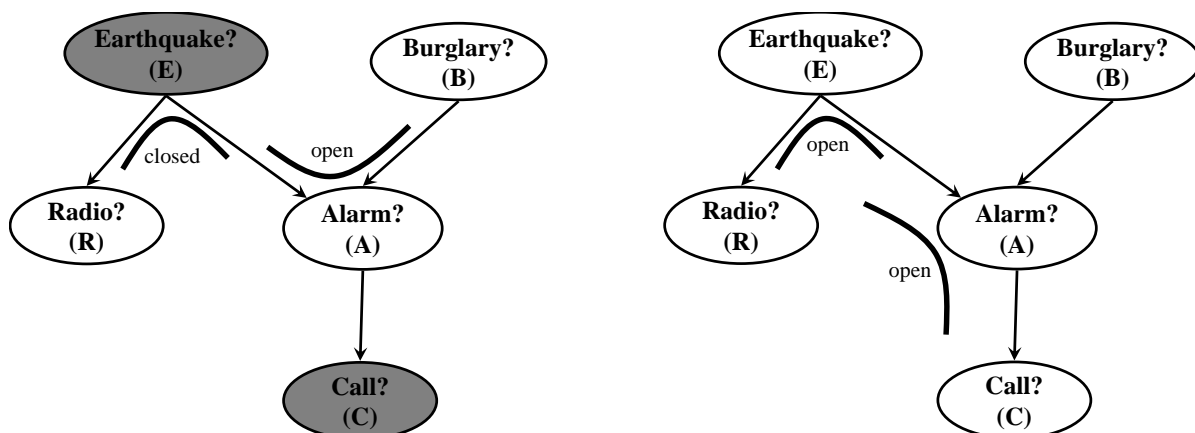 Earthquake?
(E)
Burglary?
(B)
closed
open
Radio?
(R)
Alarm?
(A)
Call?
(C)
Earthquake?
(E)
Burglary?
(B)
open
Radio?
(R)
Alarm?
(A)
open
Call?
(C)